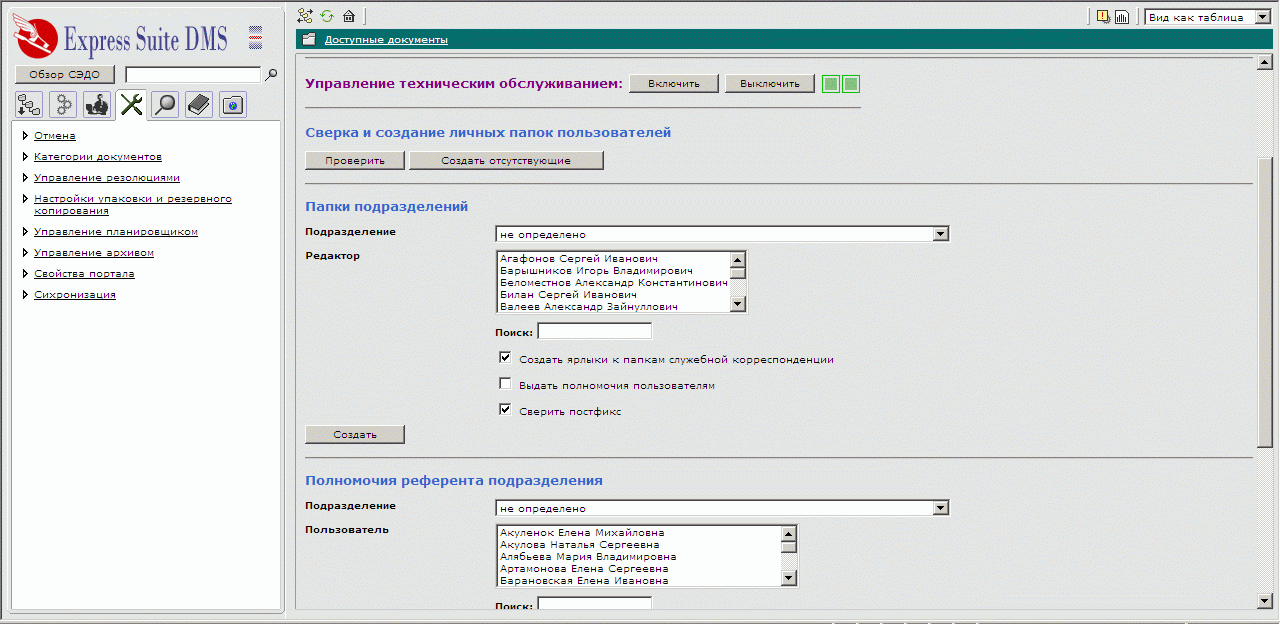 Express Suite DMS
Обзор СЭДО
Отмена
Категории документов
Управление резолюциями
Настройки упаковки и резервного
копирования
Управление планировщиком
Управление архивом
Свойства портала
Сихронизация
Вид как таблица
Доступные документы
Управление техническим обслуживанием: Включить Выключить
Сверка и создание личных папок пользователей
Проверить Создать отсутствующие
Папки подразделений
Подразделение не определено
Редактор
Агафонов Сергей Иванович
Барышников Игорь Владимирович
Беломестнов Александр Константинович
Билан Сергей Иванович
Валеев Александр Зайнуллович
Поиск:
Создать ярлыки к папкам служебной корреспонденции
Выдать полномочия пользователям
Сверить постфикс
Создать
Полномочия референта подразделения
Подразделение не определено
Пользователь
Акуленок Елена Михайловна
Акулова Наталья Сергеевна
Алябьева Мария Владимировна
Артамонова Елена Сергеевна
Барановская Елена Ивановна
Поиск: